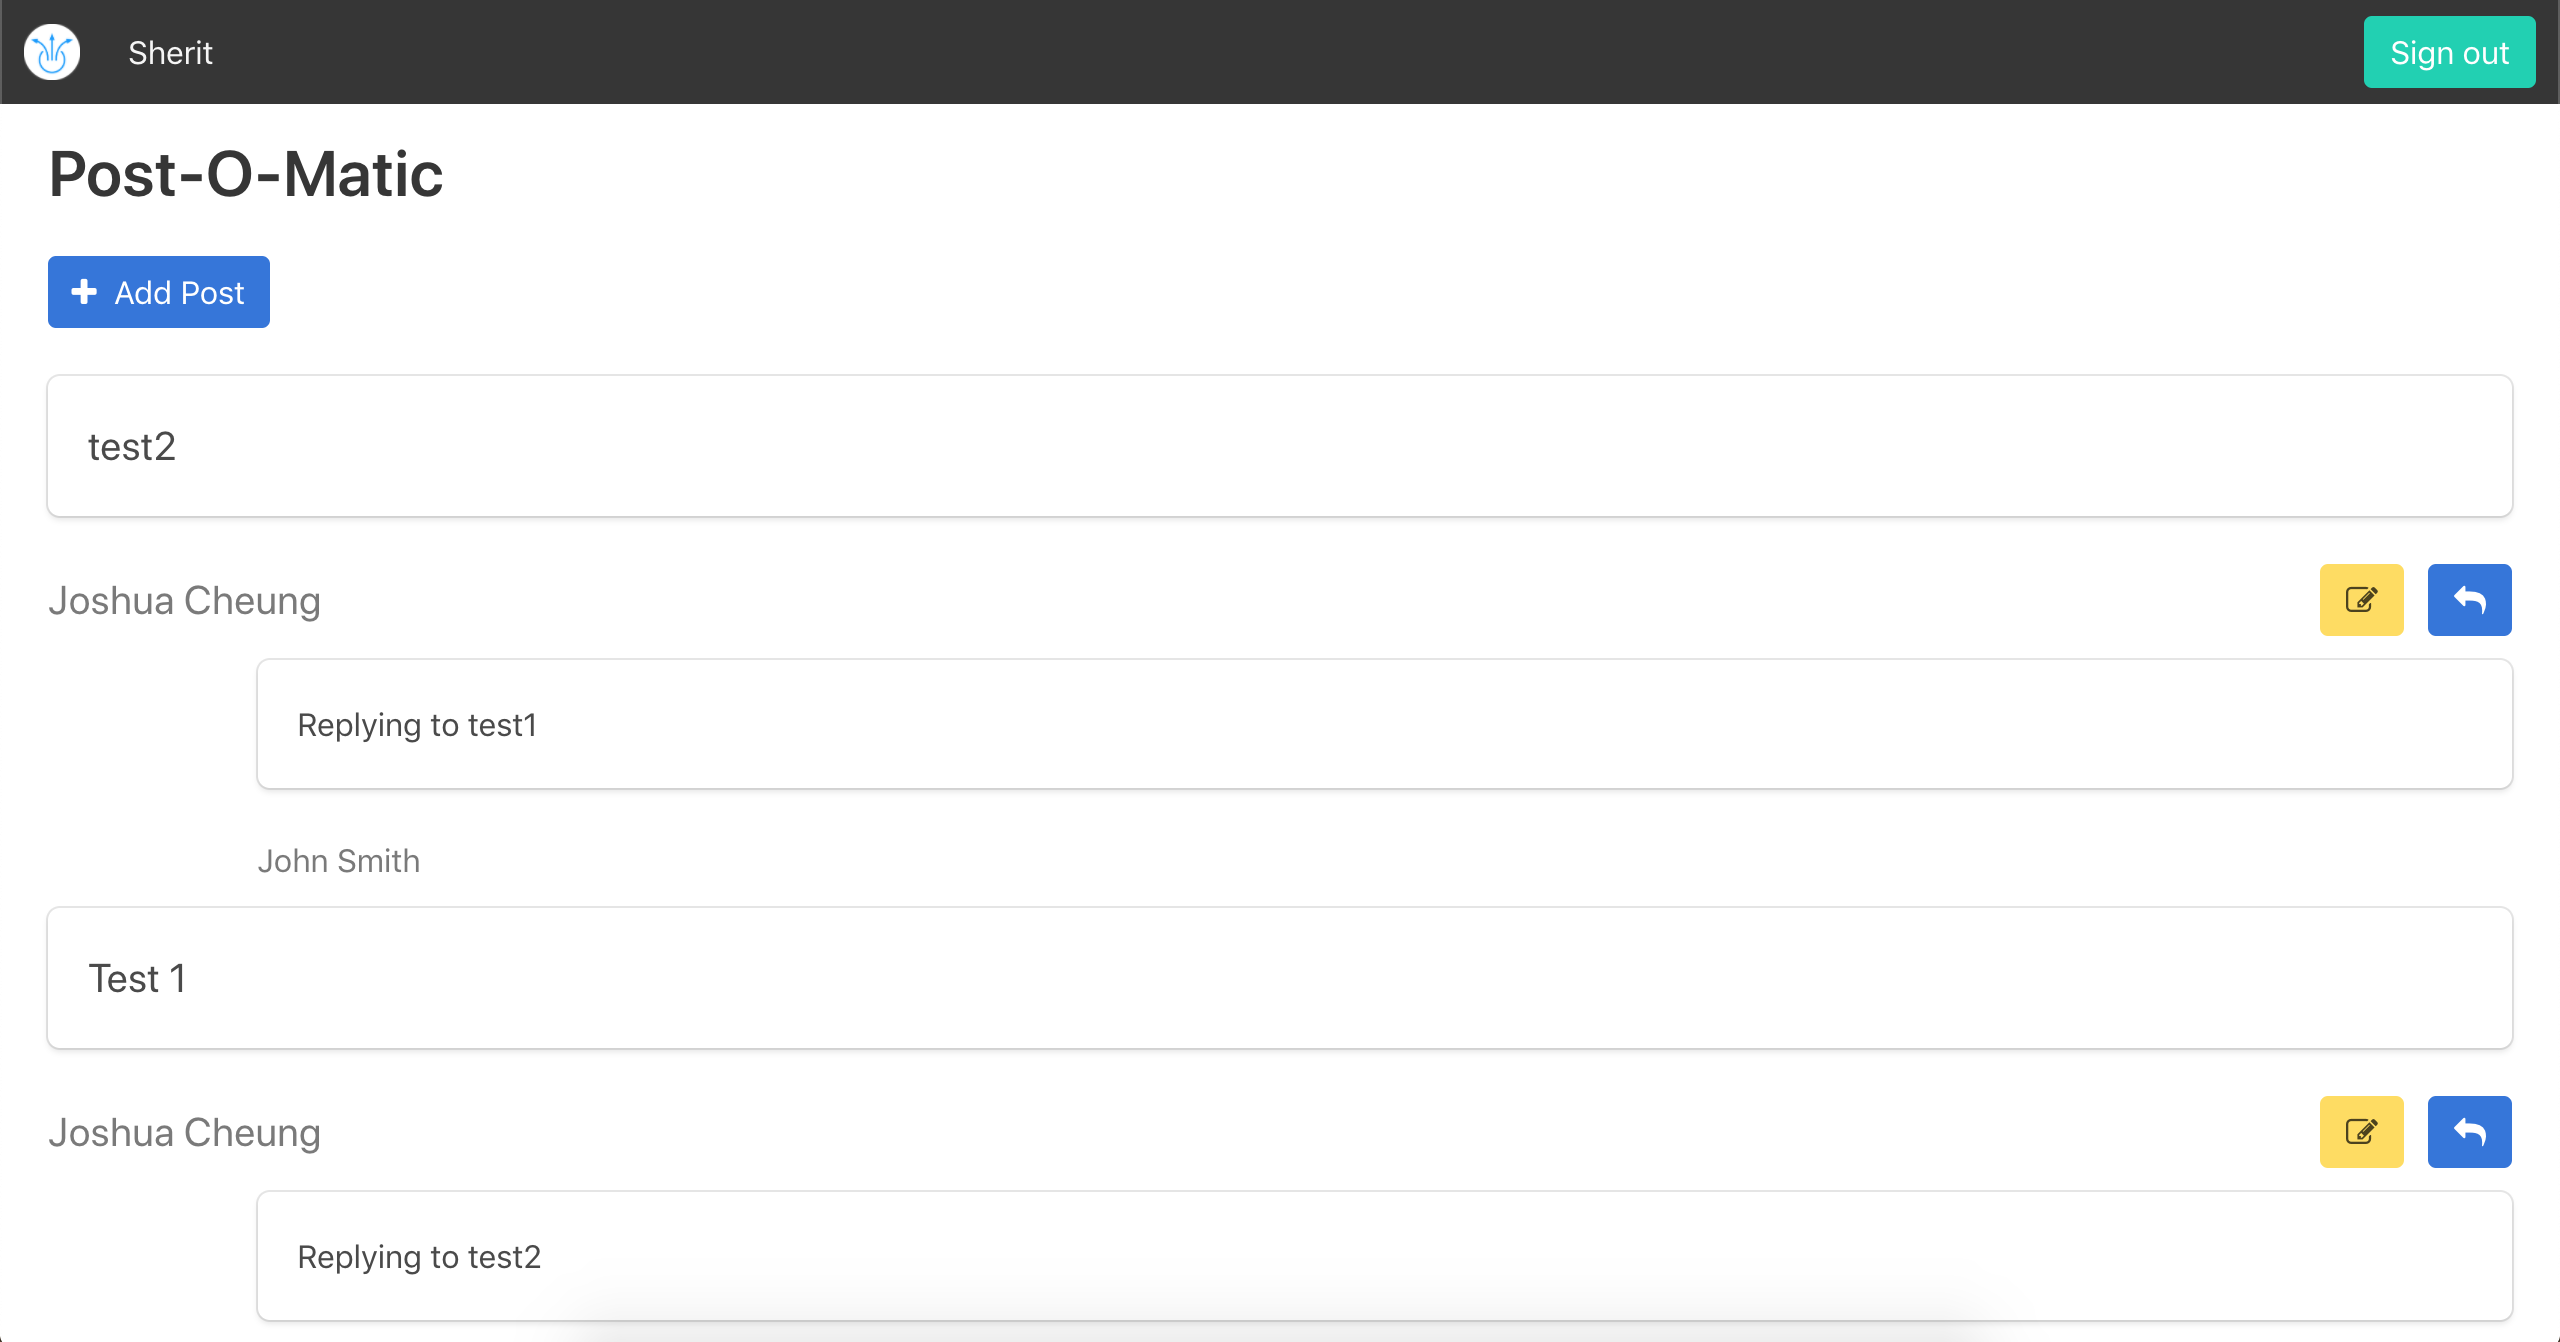 Sherit
Sign out
Post-O-Matic
Add Post
test2
Joshua Cheung
Replying to test1
John Smith
Test 1
Joshua Cheung
Replying to test2